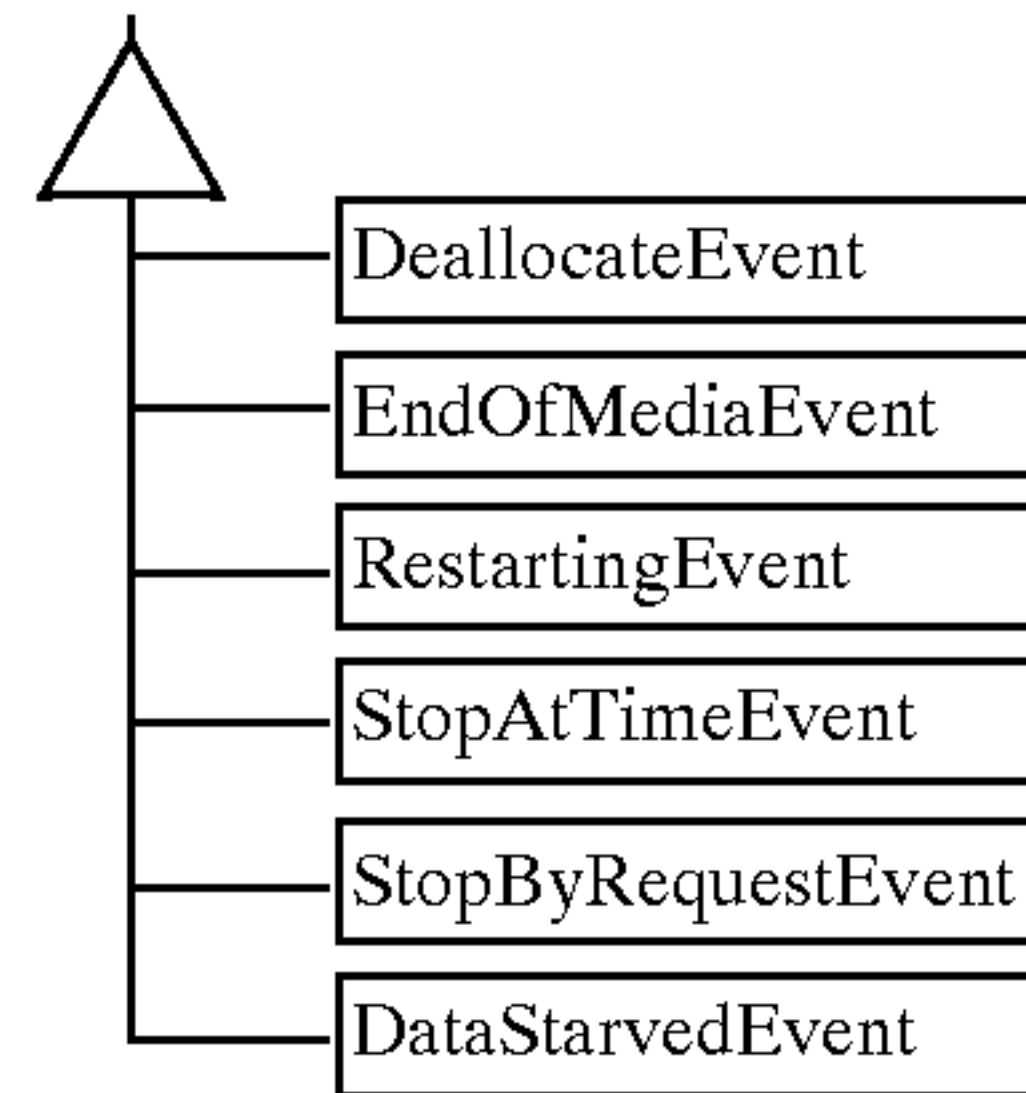 DeallocateEvent
EndOfMediaEvent
RestartingEvent
StopAtTimeEvent
StopByRequestEvent
DataStarvedEvent